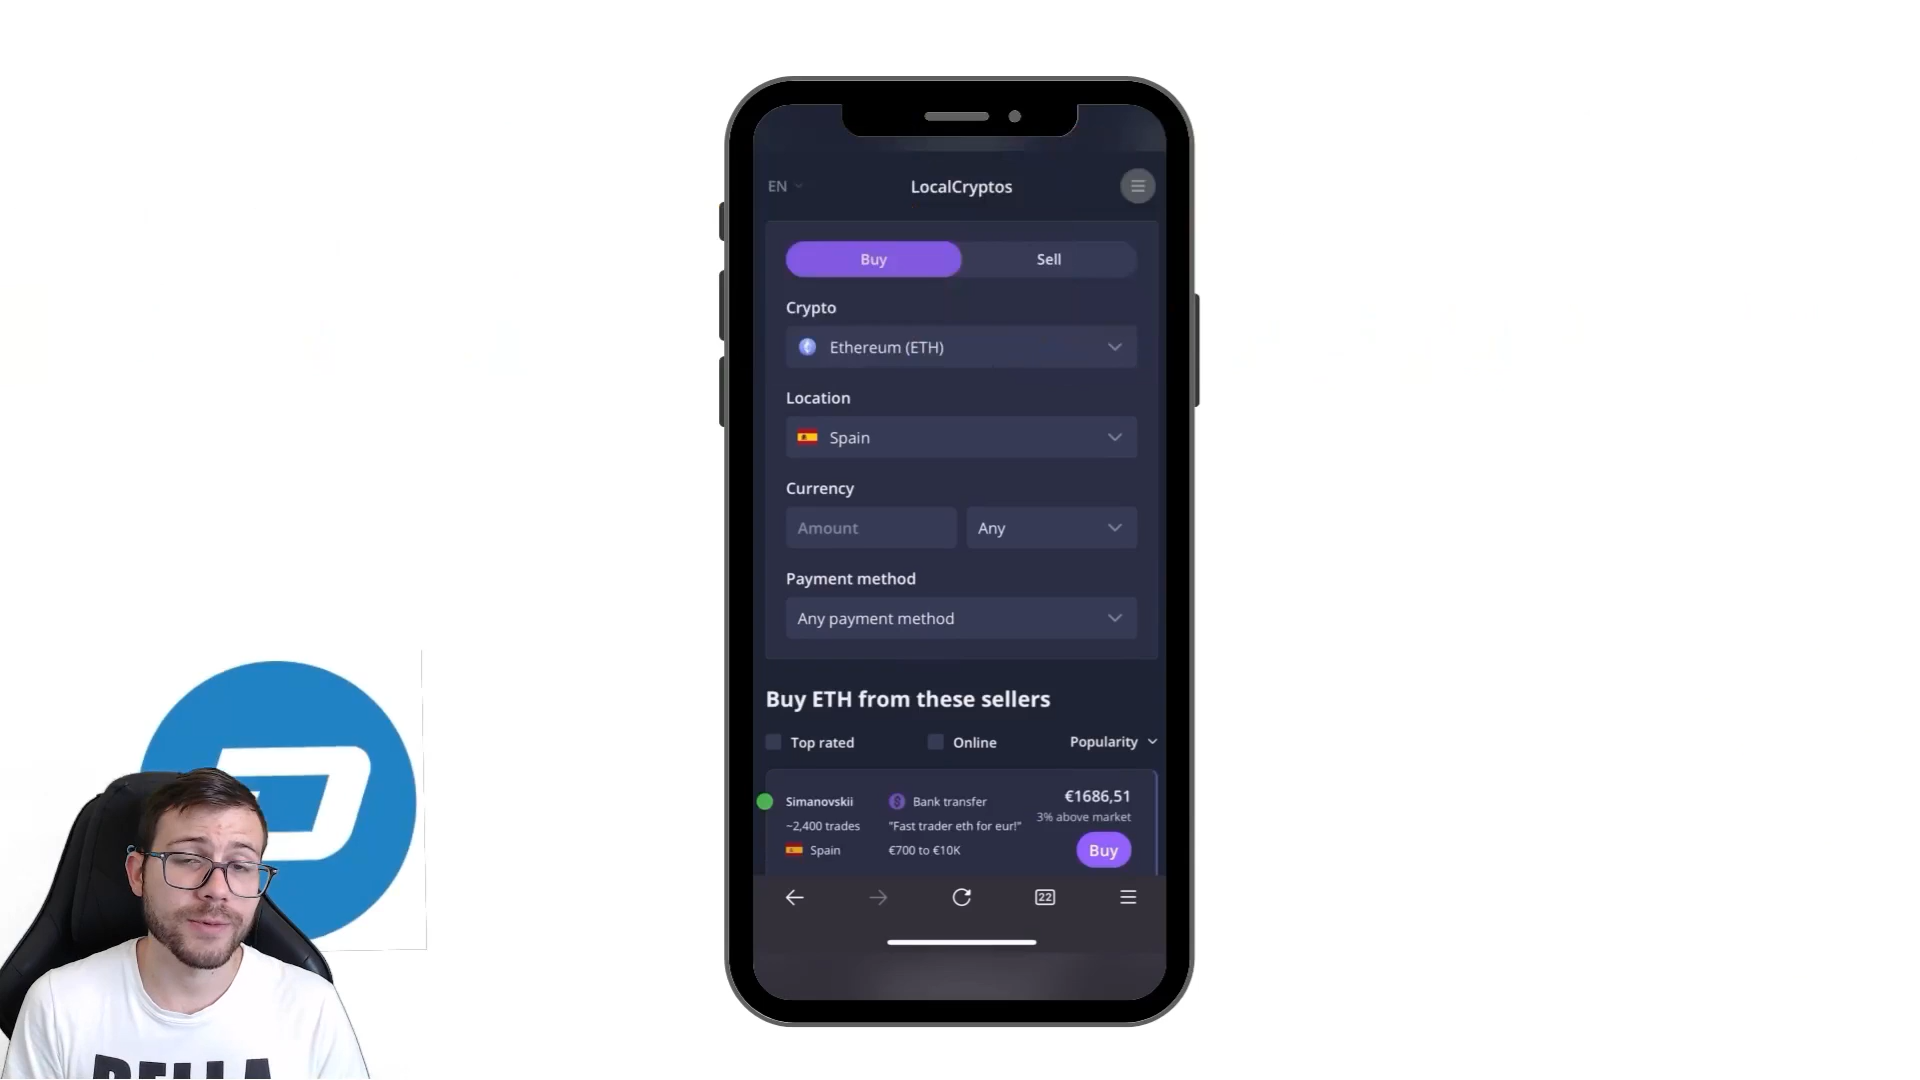 EN
LocalCryptos
Buy
Sell
Crypto
Ethereum (ETH)
Location
Spain
Currency
Amount
Any
Payment method
Any payment method
Buy ETH from these sellers
Top rated
Online
Popularity
Simanovskii
Bank transfer
€1686,51
~2,400 trades
"Fast trader eth for eur!"
3% above market
Spain
€700 to €10K
Buy
22